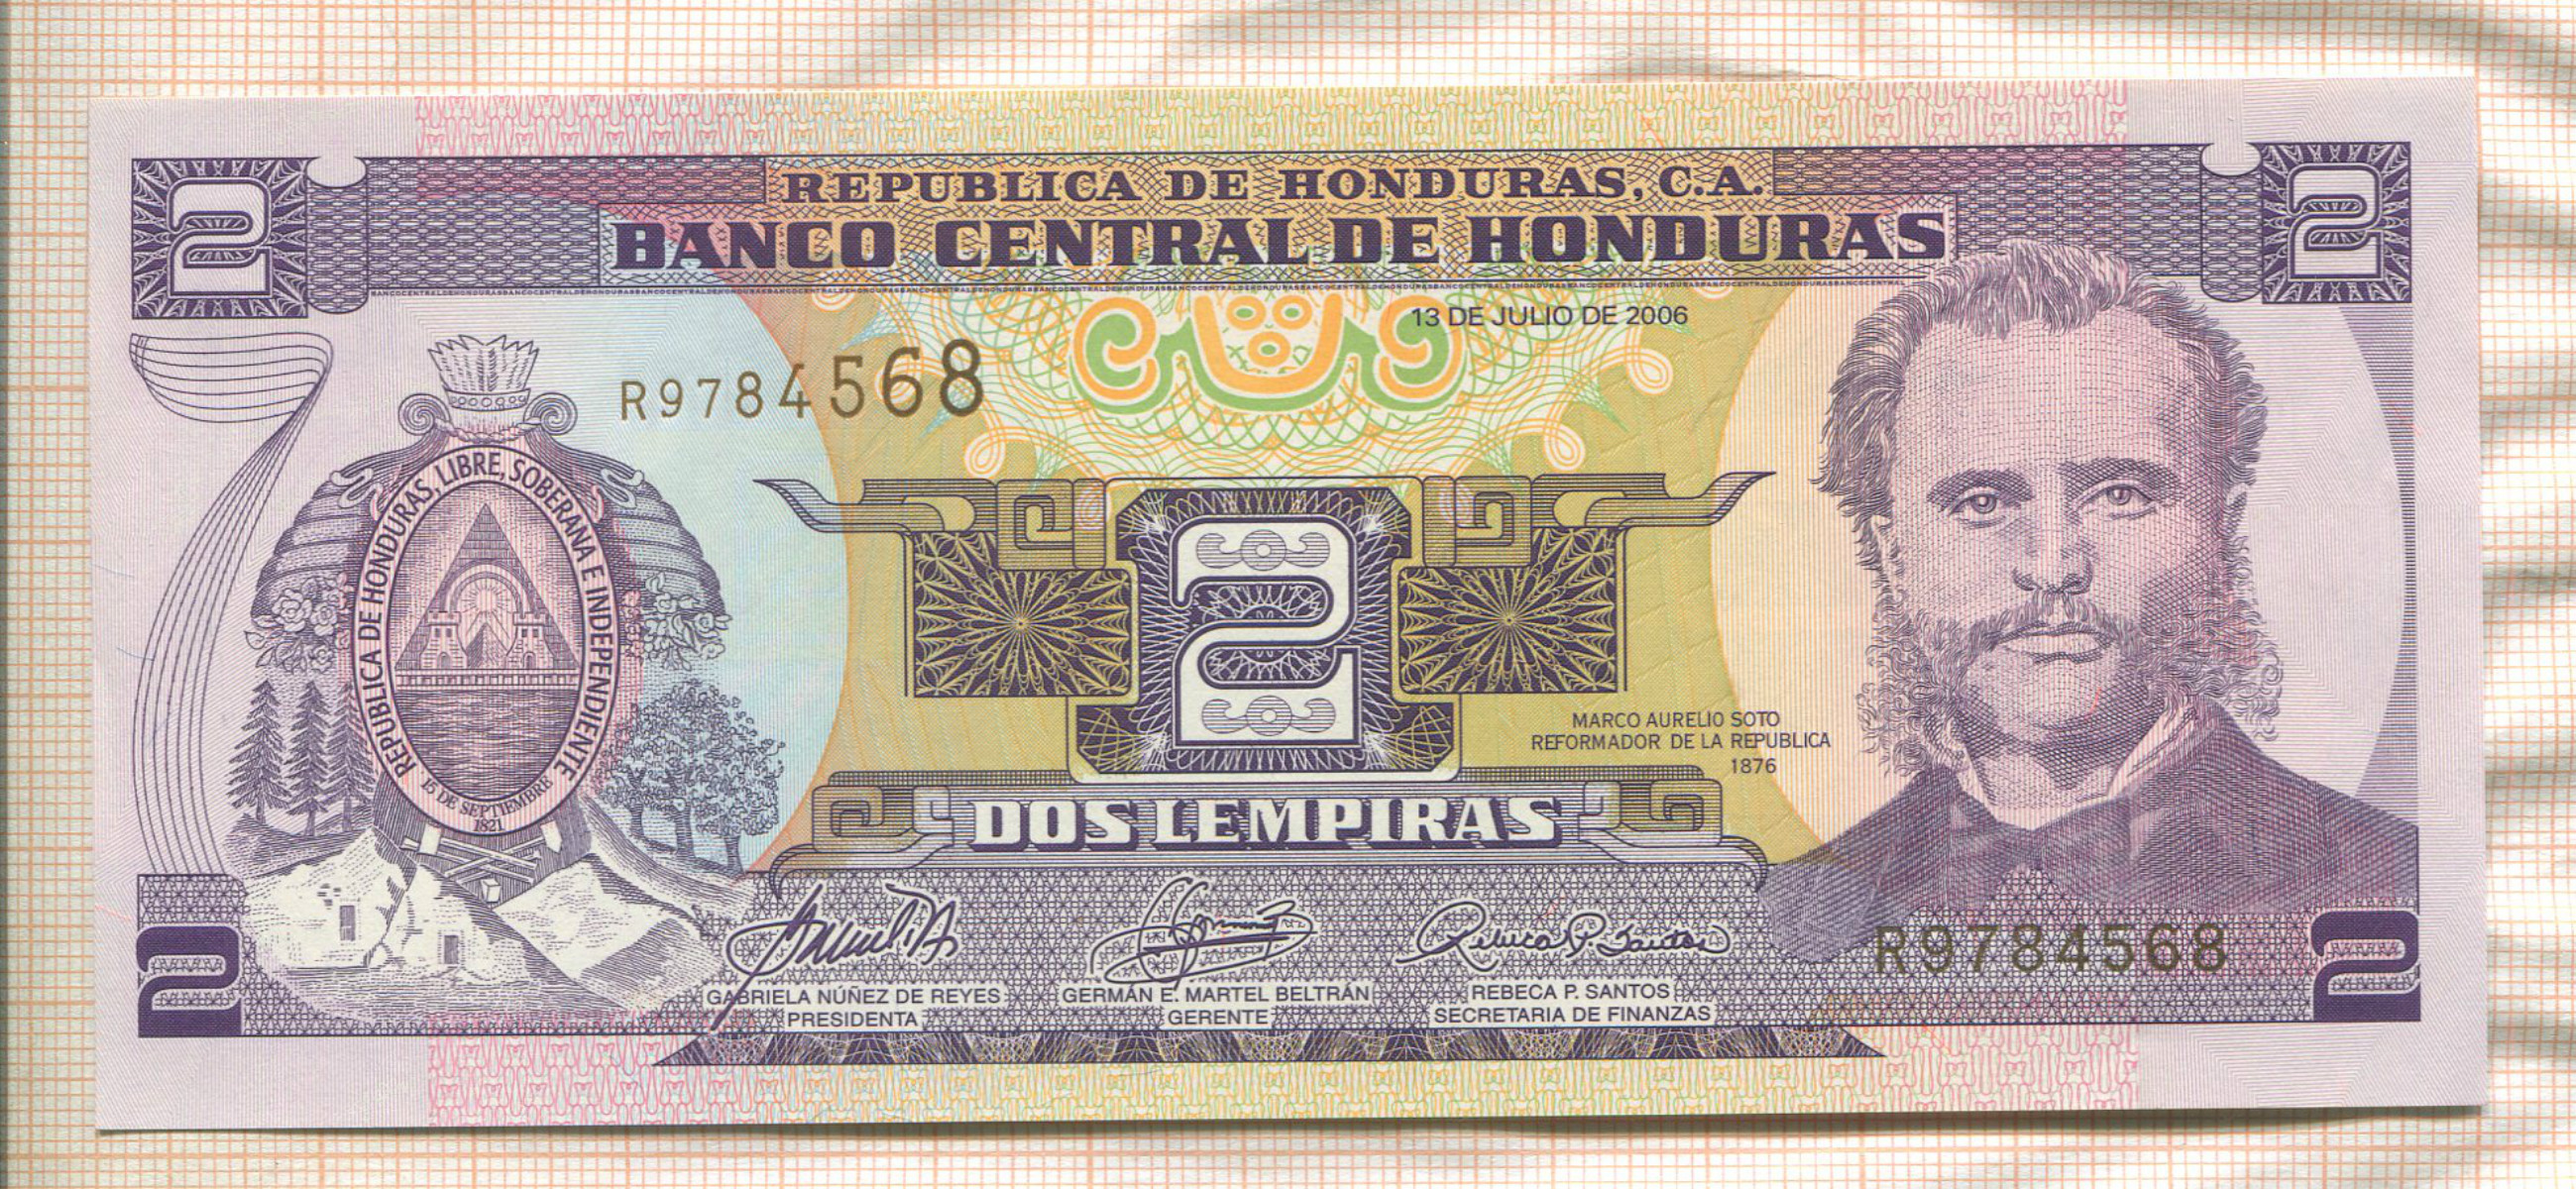 2
REPUBLICA DE HONDURAS, C.A.
2
BANCO CENTRAL DE HONDURAS
13 DE JULIO DE 2006
R9784568
REPUBLICA DE HONDURAS, LIBRE, SOBERANA E INDEPENDIENTE
15 DE SEPTIEMBRE
1821
2
MARCO AURELIO SOTO
REFORMADOR DE LA REPUBLICA
1876
DOS LEMPIRAS
R9784568
2
2
GABRIELA NÚÑEZ DE REYES
PRESIDENTA
GERMÁN E. MARTEL BELTRÁN
GERENTE
REBECA P. SANTOS
SECRETARIA DE FINANZAS